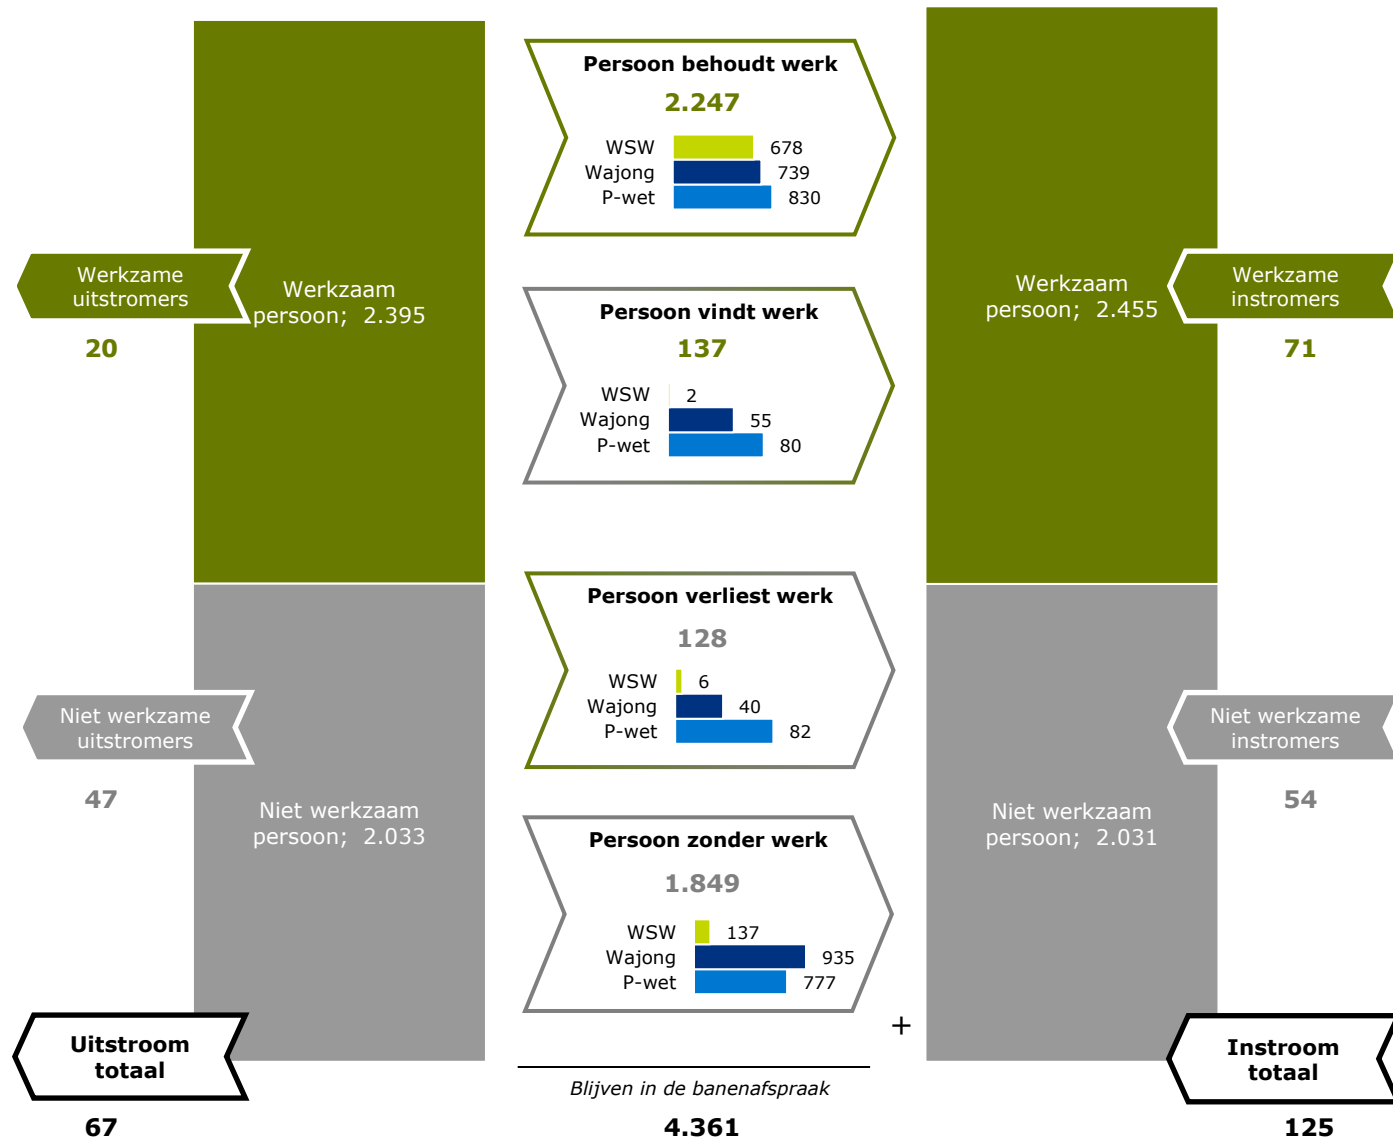 Werkzame
uitstromers
20
Werkzaam
persoon;  2.395
Niet werkzame
uitstromers
47
Niet werkzaam
persoon;  2.033
Uitstroom
totaal
67
Persoon behoudt werk
2.247
WSW 678
Wajong 739
P-wet 830
Persoon vindt werk
137
WSW 2
Wajong 55
P-wet 80
Persoon verliest werk
128
WSW 6
Wajong 40
P-wet 82
Persoon zonder werk
1.849
WSW 137
Wajong 935
P-wet 777
+
Blijven in de banenafspraak
4.361
Werkzaam
persoon;  2.455
Werkzame
instromers
71
Niet werkzaam
persoon;  2.031
Niet werkzame
instromers
54
Instroom
totaal
125